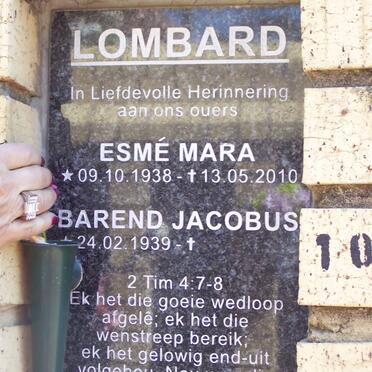 LOMBARD
In Liefdevolle Herinnering
aan ons ouers
ESMÉ MARA
★ 09.10.1938 - ✝ 13.05.2010
BAREND JACOBUS
24.02.1939 - ✝
10
2 Tim 4:7-8
Ek het die goeie wedloop
afgelê; ek het die
wenstreep bereik;
ek het gelowig end-uit